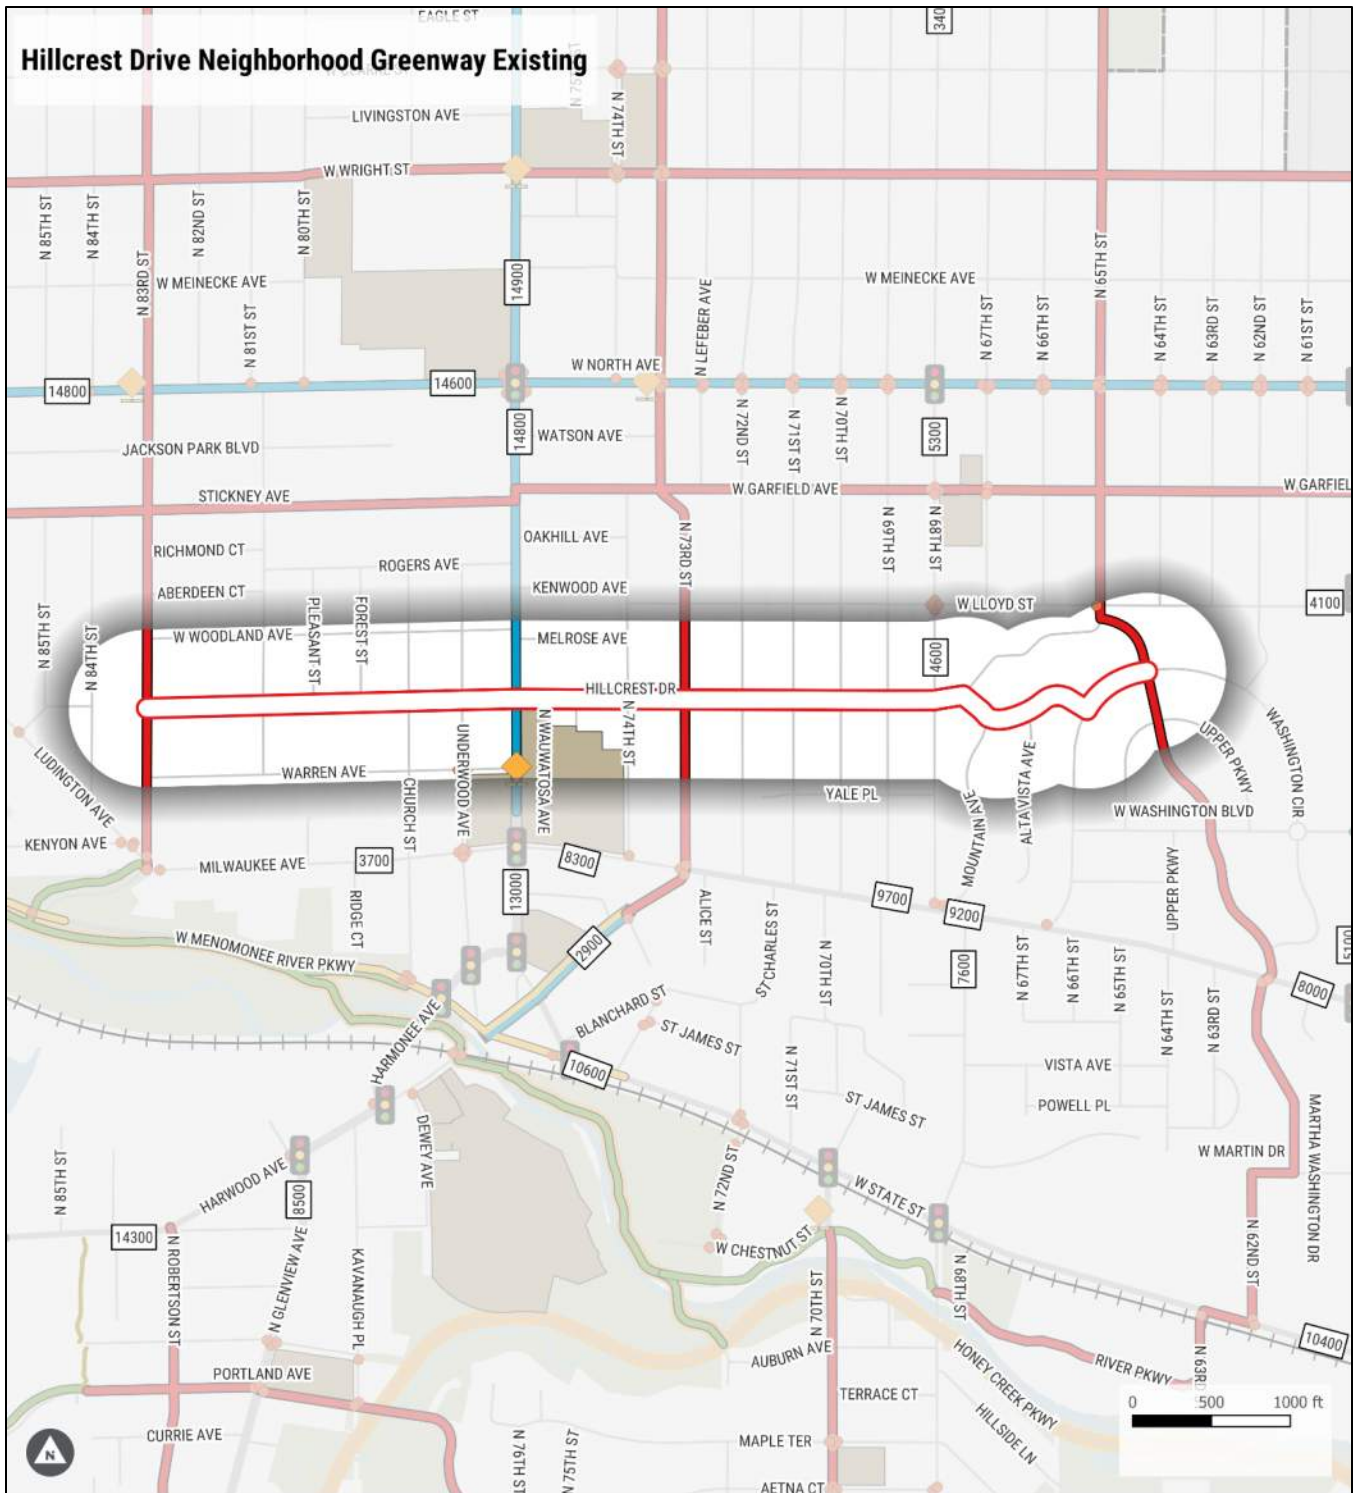 EAGLE ST
Hillcrest Drive Neighborhood Greenway Existing
N 75TH ST
340
LIVINGSTON AVE
N 74TH ST
W WRIGHT ST
N 85TH ST
N 84TH ST
N 83RD ST
N 82ND ST
N 80TH ST
N 65TH ST
W MEINECKE AVE
14900
W MEINECKE AVE
N 81ST ST
N LEFEBER AVE
N 67TH ST
N 66TH ST
N 64TH ST
N 63RD ST
N 62ND ST
N 61ST ST
W NORTH AVE
14800
14600
14800
WATSON AVE
N 72ND ST
N 71ST ST
N 70TH ST
5300
JACKSON PARK BLVD
STICKNEY AVE
W GARFIELD AVE
W GARFIEL
RICHMOND CT
OAKHILL AVE
N 73RD ST
N 69TH ST
N 68TH ST
ROGERS AVE
ABERDEEN CT
KENWOOD AVE
W LLOYD ST
4100
N 85TH ST
N 84TH ST
W WOODLAND AVE
PLEASANT ST
FOREST ST
MELROSE AVE
4600
HILLCREST DR
LUDINGTON AVE
WARREN AVE
CHURCH ST
UNDERWOOD AVE
N WAUWATOSA AVE
N 74TH ST
YALE PL
MOUNTAIN AVE
ALTA VISTA AVE
UPPER PKWY
WASHINGTON CIR
W WASHINGTON BLVD
KENYON AVE
MILWAUKEE AVE
3700
8300
13000
RIDGE CT
ALICE ST
ST CHARLES ST
9700
9200
UPPER PKWY
W MENOMONEE RIVER PKWY
2900
N 70TH ST
7600
N 67TH ST
N 66TH ST
N 65TH ST
N 64TH ST
N 63RD ST
8000
5100
HARMONEE AVE
BLANCHARD ST
ST JAMES ST
10600
N 71ST ST
VISTA AVE
ST JAMES ST
POWELL PL
MARTHA WASHINGTON DR
DEWEY AVE
N 85TH ST
HARWOOD AVE
8500
N 72ND ST
W STATE ST
W MARTIN DR
14300
N ROBERTSON ST
N GLENVIEW AVE
KAVANAUGH PL
W CHESTNUT ST
N 70TH ST
N 68TH ST
N 62ND ST
10400
AUBURN AVE
HONEY CREEK PKWY
RIVER PKWY
N 63RD
PORTLAND AVE
TERRACE CT
0 500 1000 ft
CURRIE AVE
N 76TH ST
N 75TH ST
MAPLE TER
HILLSIDE LN
AETNA CT
N